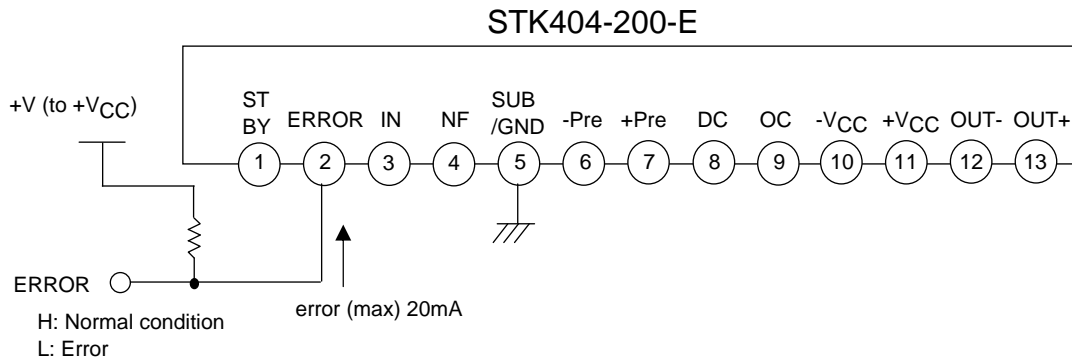 STK404-200-E
+V (to +VCC)
ST
BY
ERROR
IN
NF
SUB
/GND
-Pre
+Pre
DC
OC
-VCC
+VCC
OUT-
OUT+
1
2
3
4
5
6
7
8
9
10
11
12
13
ERROR
error (max) 20mA
H: Normal condition
L: Error